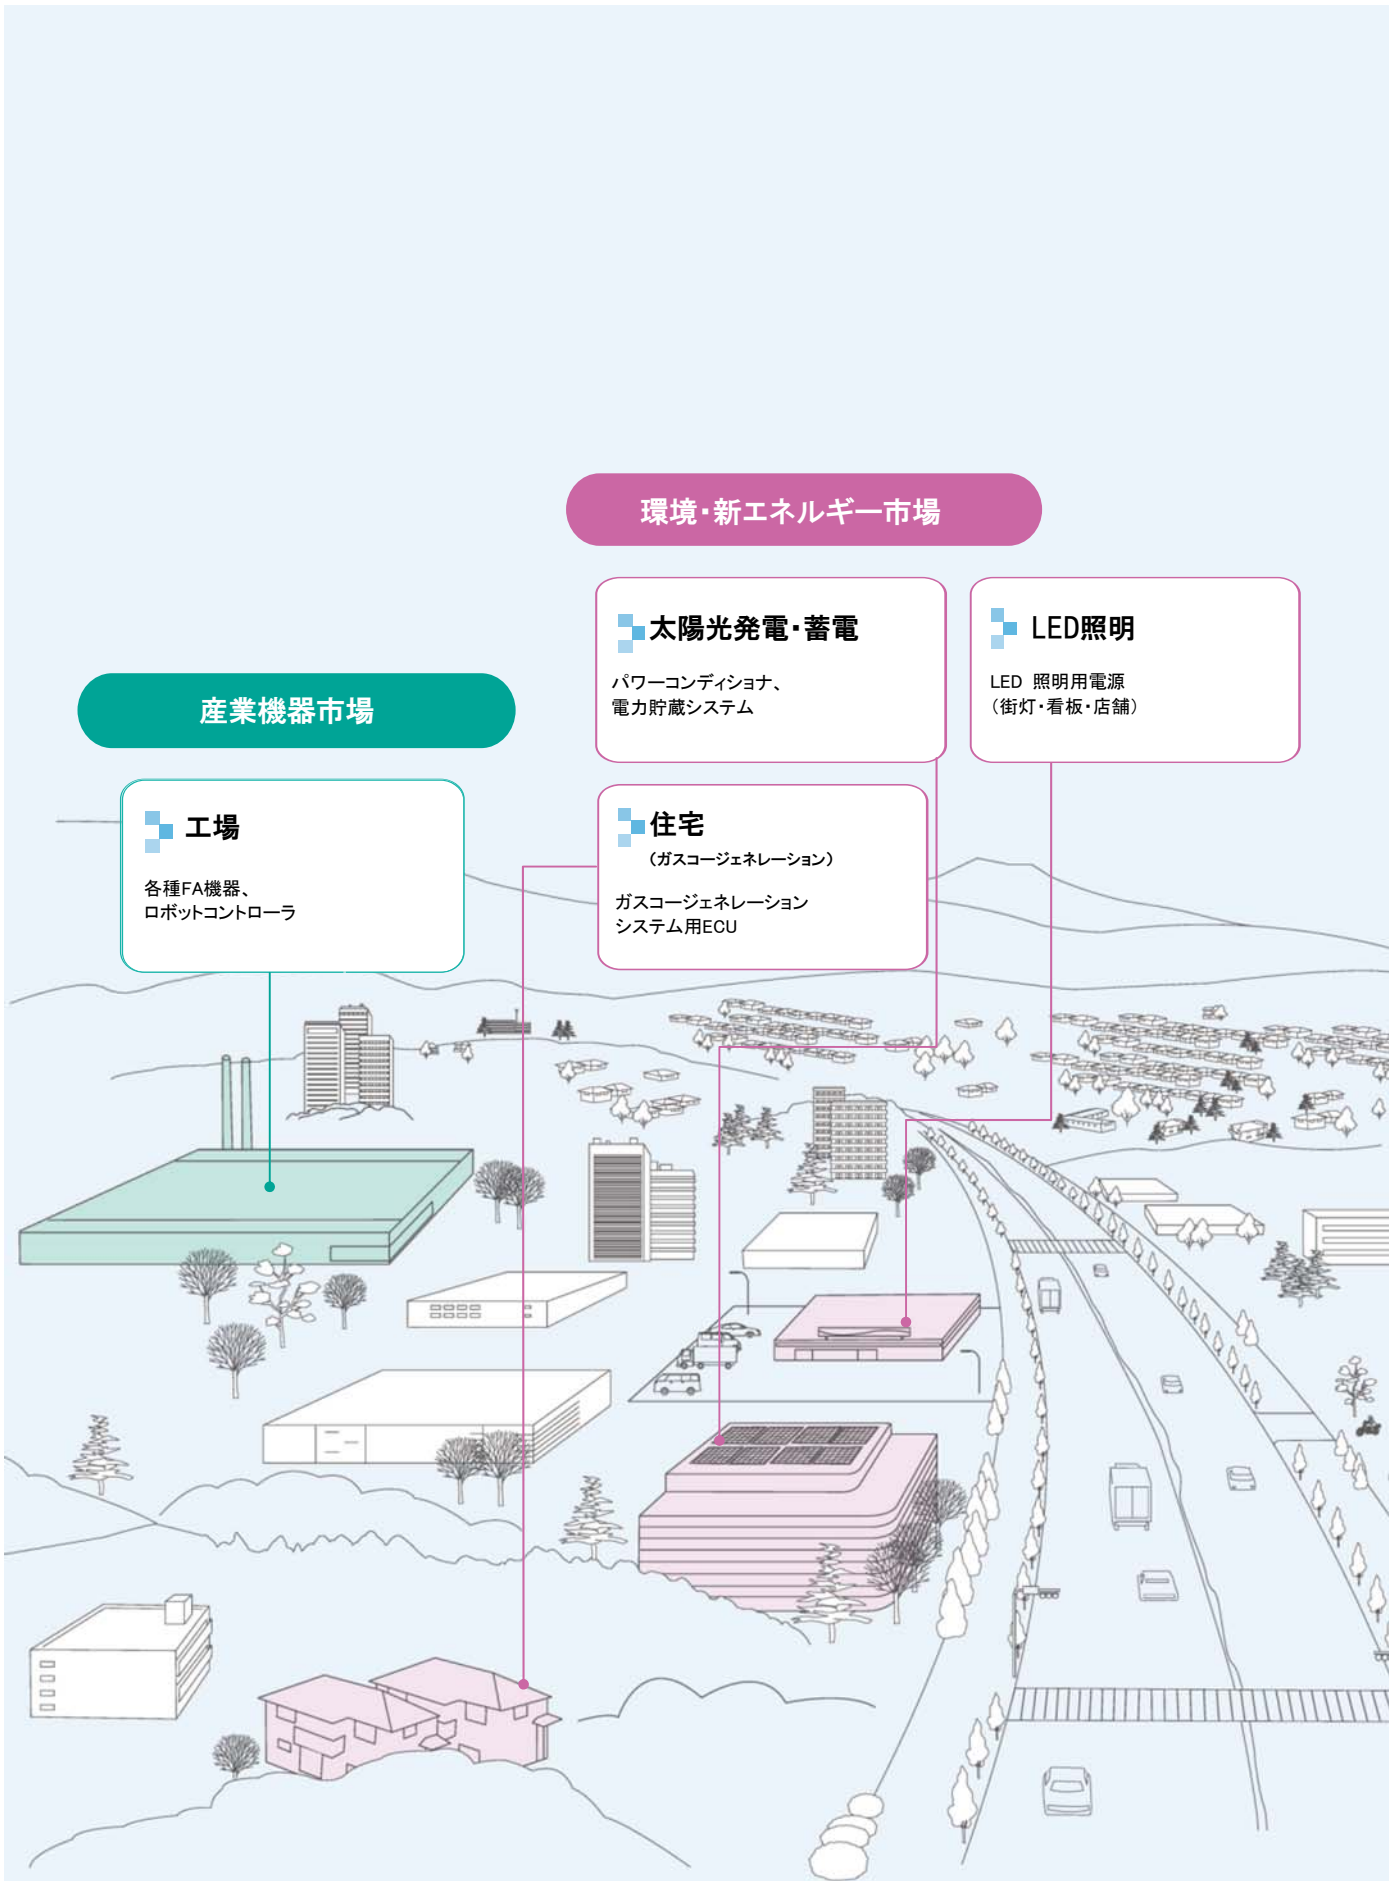 環境・新エネルギー市場
太陽光発電・蓄電
パワーコンディショナ、
電力貯蔵システム
LED照明
LED 照明用電源
（街灯・看板・店舗）
産業機器市場
工場
各種FA機器、
ロボットコントローラ
住宅
（ガスコージェネレーション）
ガスコージェネレーション
システム用ECU